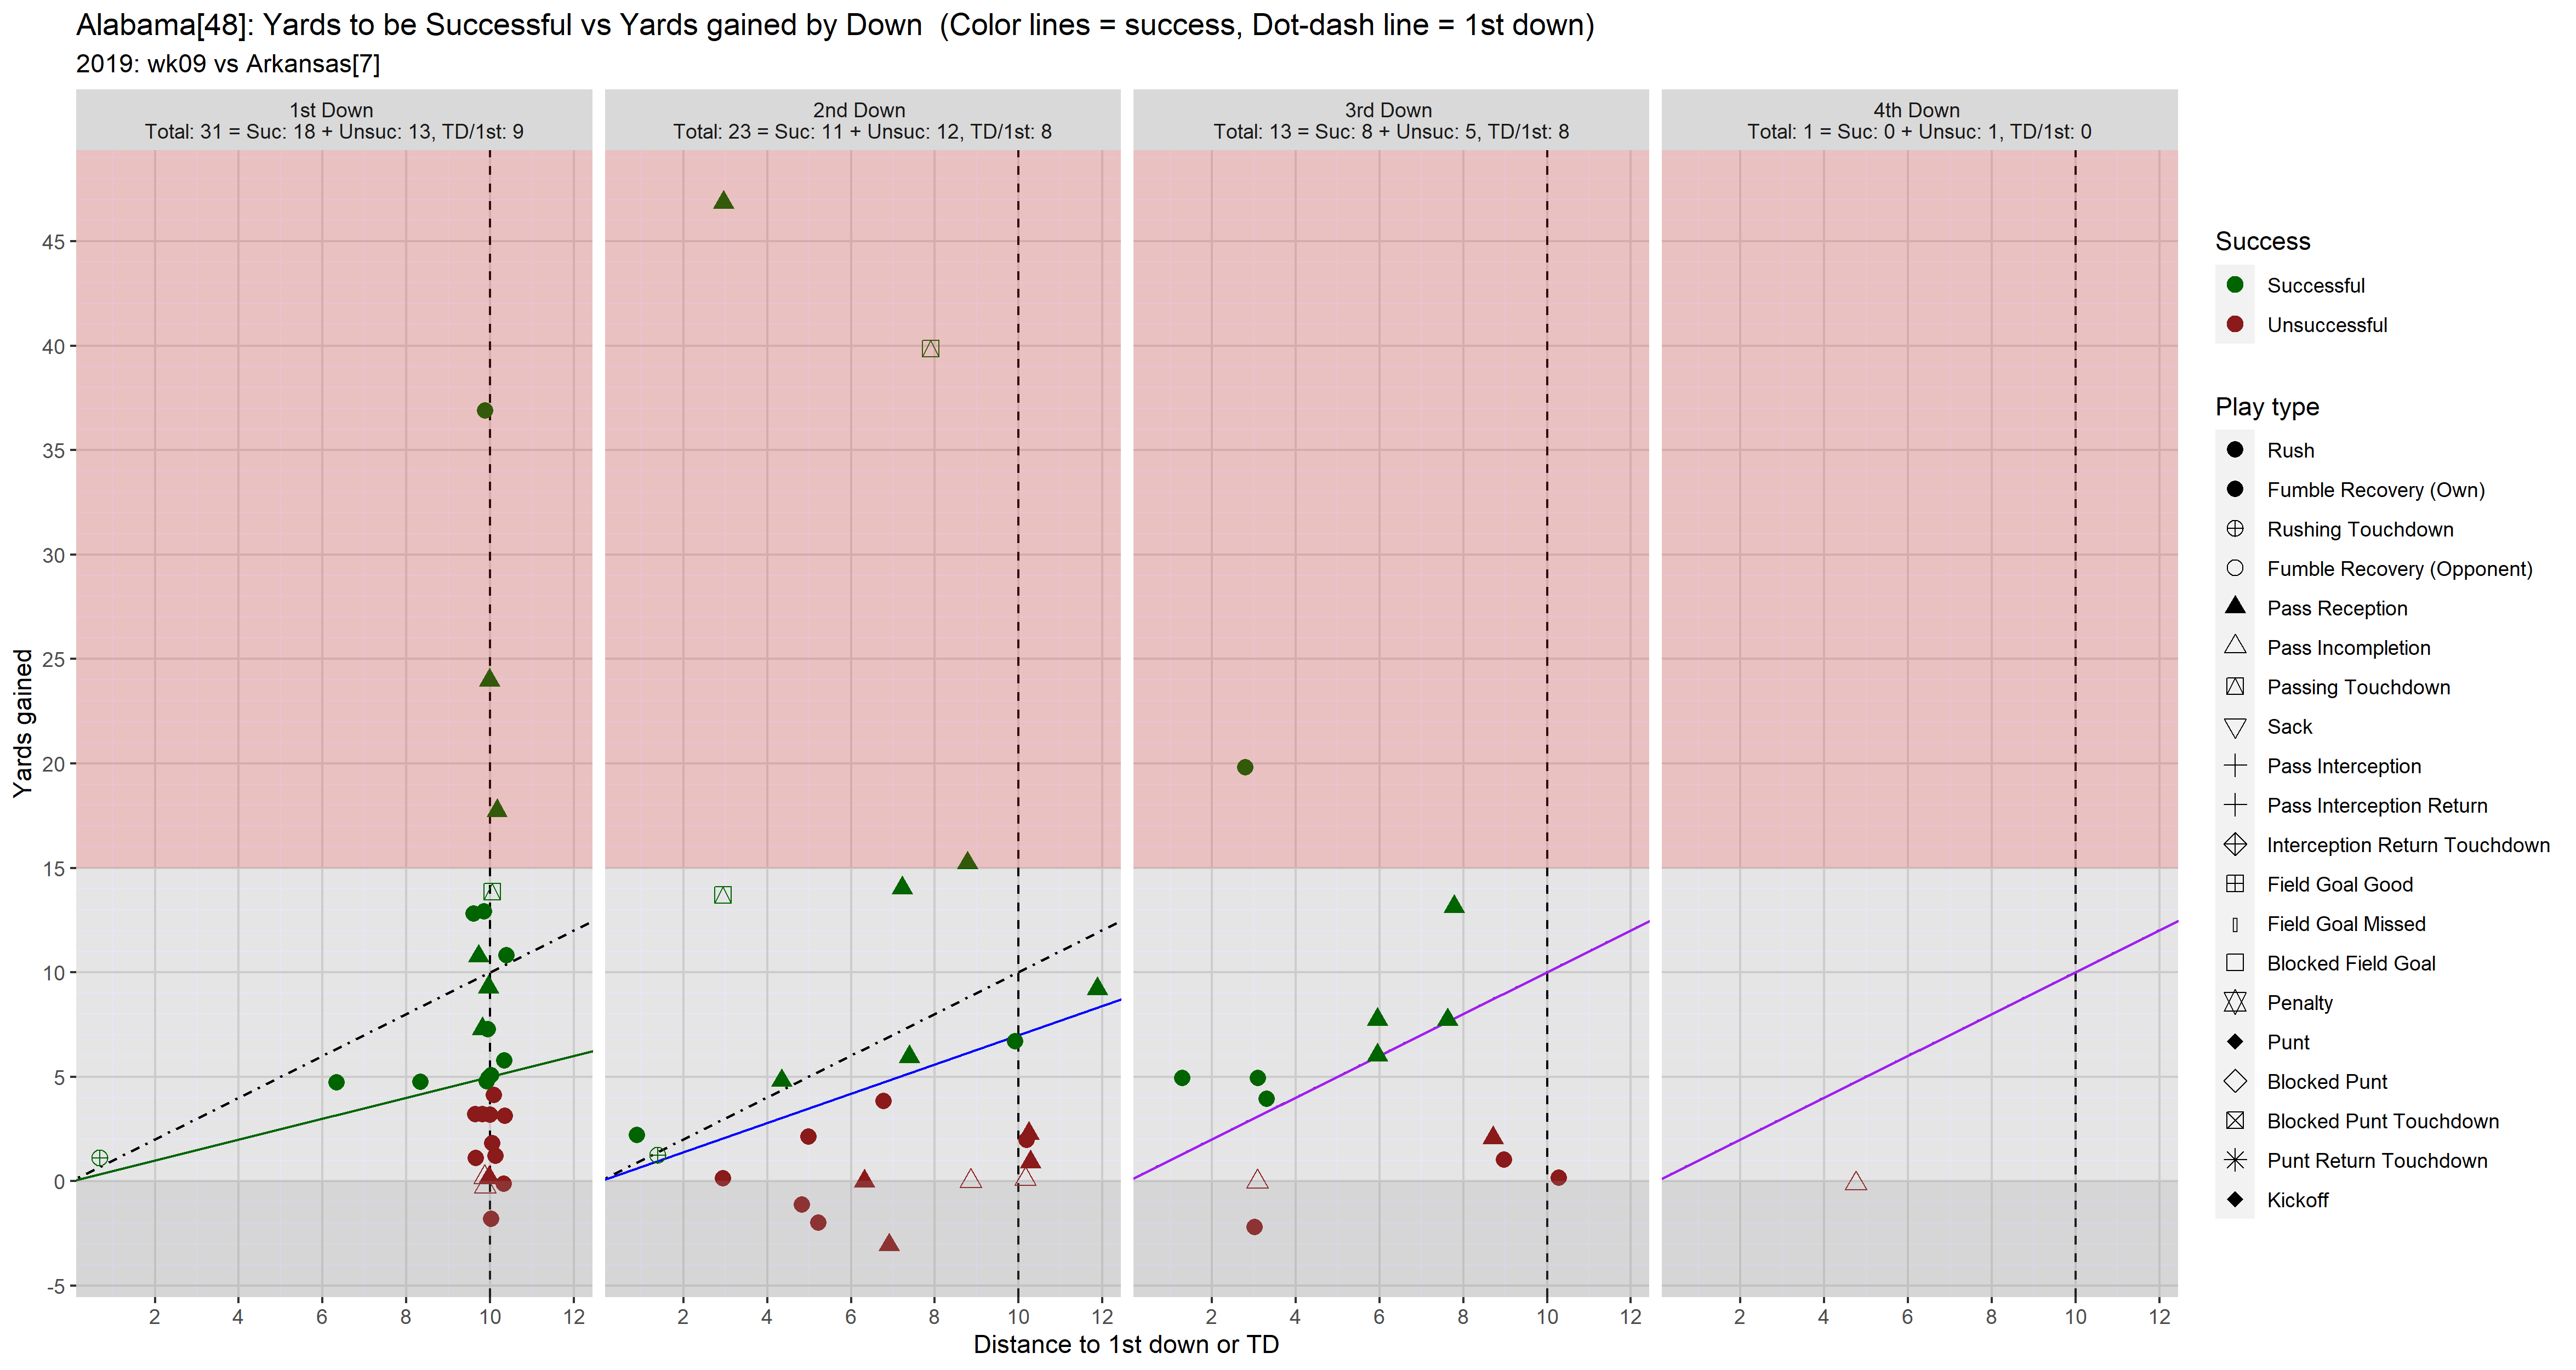 Alabama[48]: Yards to be Successful vs Yards gained by Down  (Color lines = success, Dot-dash line = 1st down)
2019: wk09 vs Arkansas[7]
1st Down
Total: 31 = Suc: 18 + Unsuc: 13, TD/1st: 9
2nd Down
Total: 23 = Suc: 11 + Unsuc: 12, TD/1st: 8
3rd Down
Total: 13 = Suc: 8 + Unsuc: 5, TD/1st: 8
4th Down
Total: 1 = Suc: 0 + Unsuc: 1, TD/1st: 0
Yards gained
45
40
35
30
25
20
15
10
5
0
-5
2 4 6 8 10 12
2 4 6 8 10 12
2 4 6 8 10 12
2 4 6 8 10 12
Distance to 1st down or TD
Success
Successful
Unsuccessful
Play type
Rush
Fumble Recovery (Own)
Rushing Touchdown
Fumble Recovery (Opponent)
Pass Reception
Pass Incompletion
Passing Touchdown
Sack
Pass Interception
Pass Interception Return
Interception Return Touchdown
Field Goal Good
Field Goal Missed
Blocked Field Goal
Penalty
Punt
Blocked Punt
Blocked Punt Touchdown
Punt Return Touchdown
Kickoff